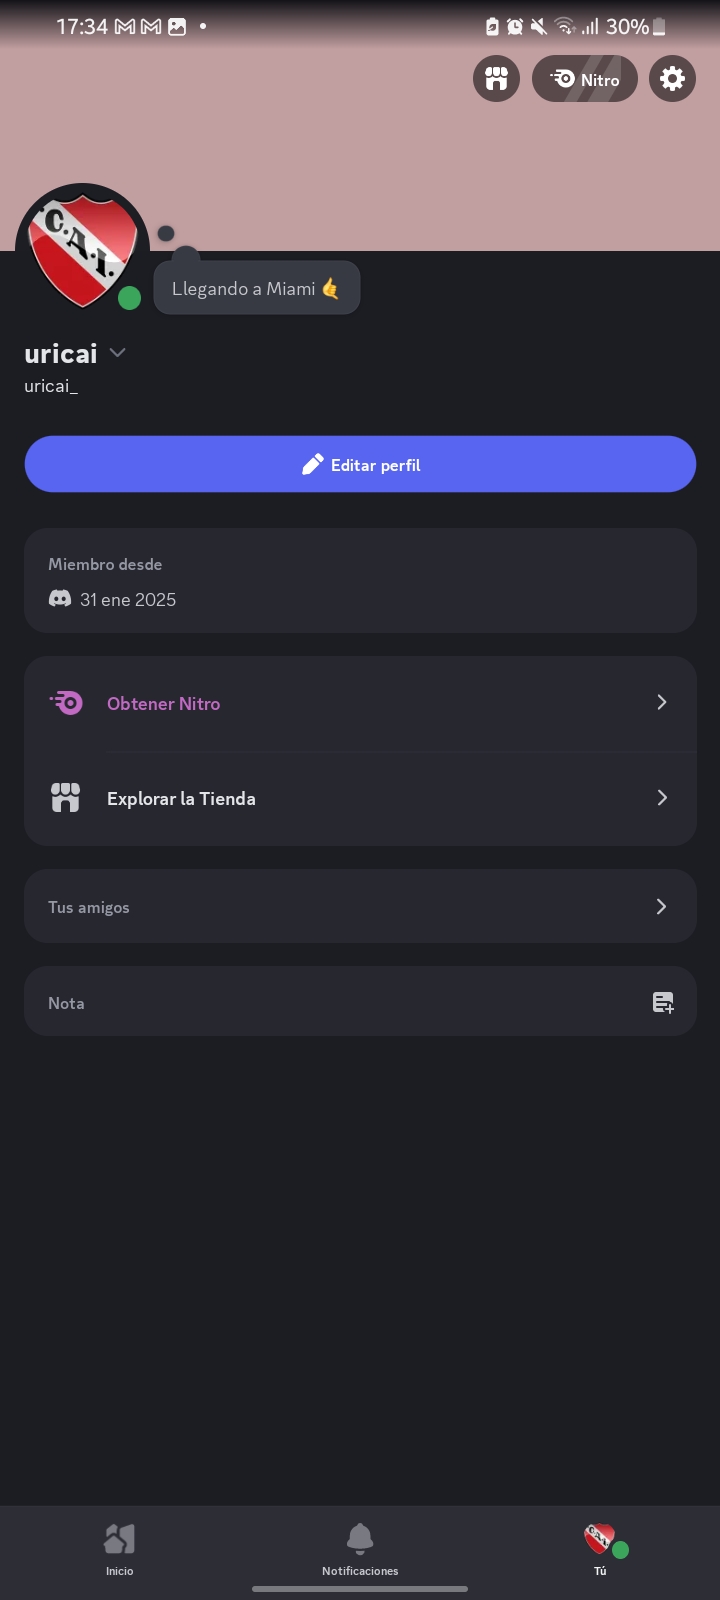 17:34
30%
Nitro
C.A.I.
Llegando a Miami 🤙
uricai
uricai_
Editar perfil
Miembro desde
31 ene 2025
Obtener Nitro
Explorar la Tienda
Tus amigos
Nota
Inicio
Notificaciones
Tú